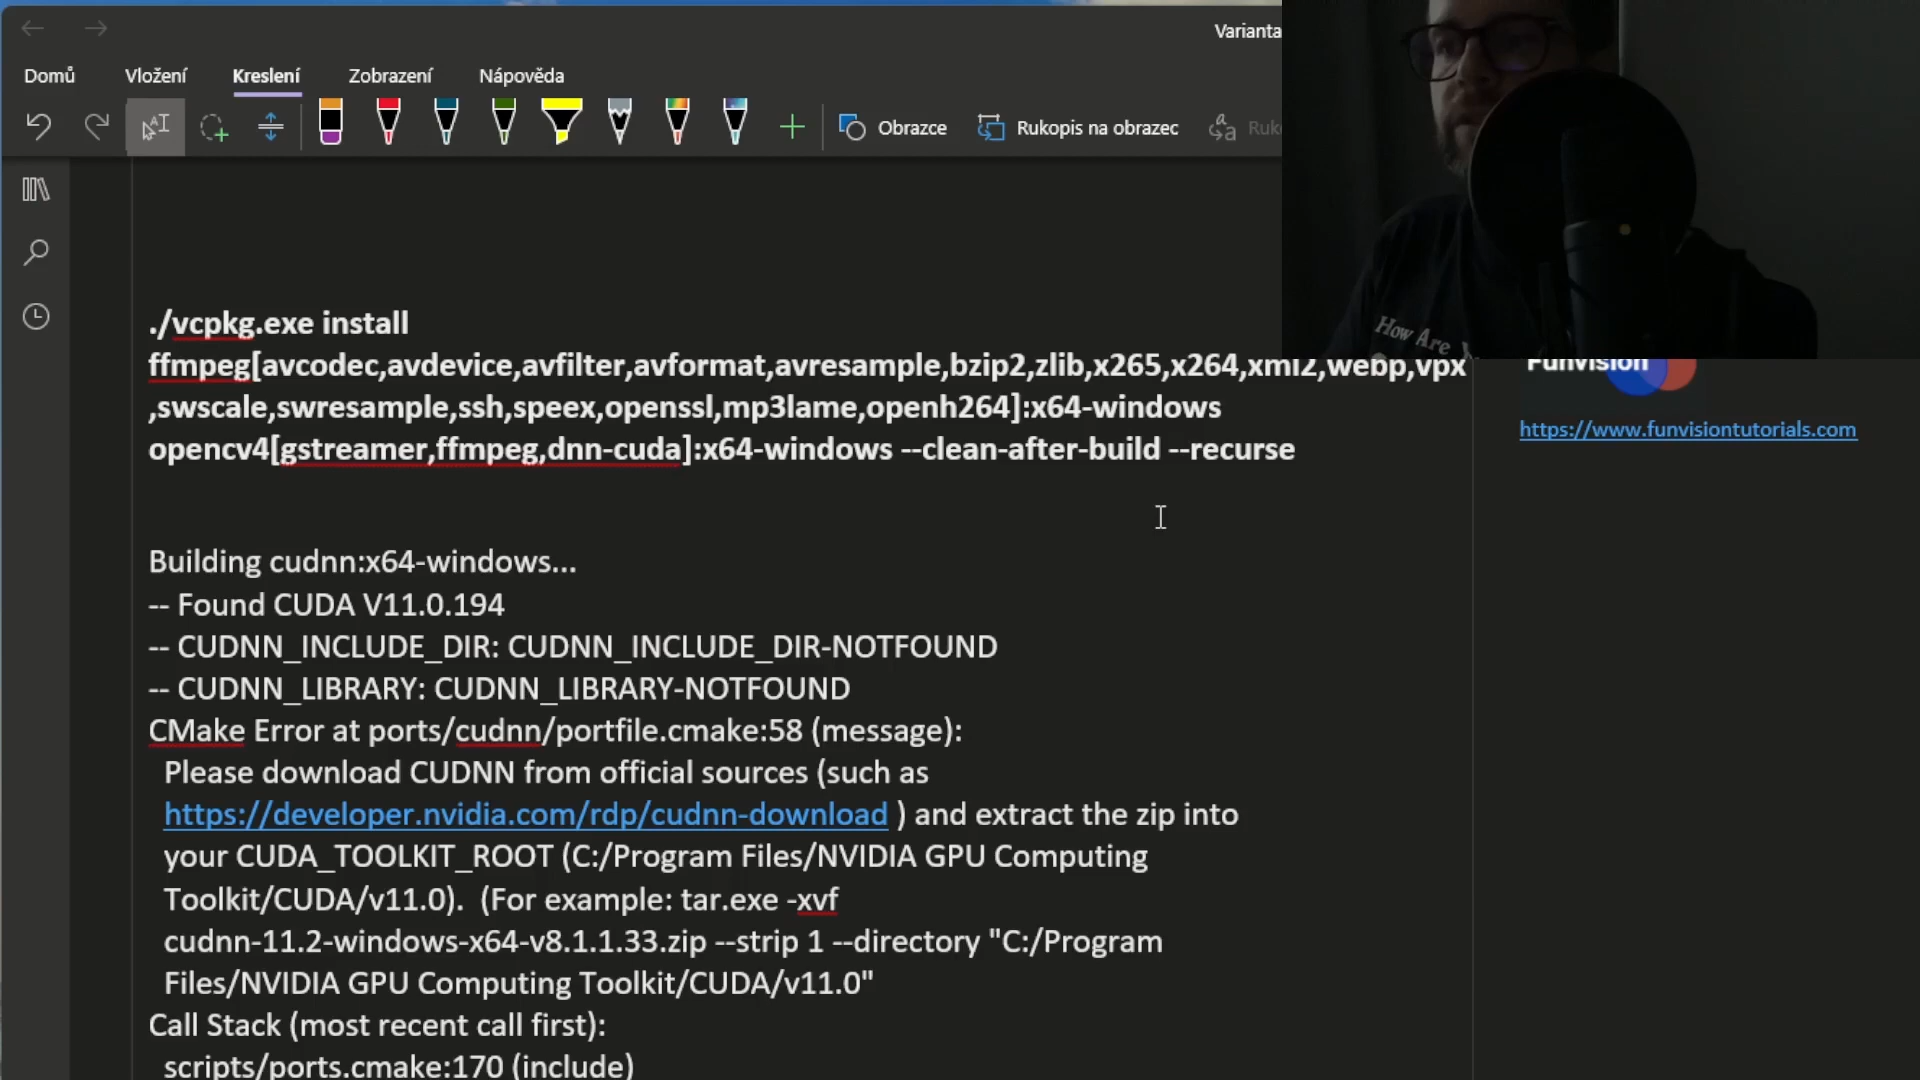 Varianta
Domů
Vložení
Kreslení
Zobrazení
Nápověda
Obrazce
Rukopis na obrazec
./vcpkg.exe install
ffmpeg[avcodec,avdevice,avfilter,avformat,avresample,bzip2,zlib,x265,x264,xml2,webp,vpx
,swscale,swresample,ssh,speex,openssl,mp3lame,openh264]:x64-windows
opencv4[gstreamer,ffmpeg,dnn-cuda]:x64-windows --clean-after-build --recurse
How Are
Funvision
https://www.funvisiontutorials.com
Building cudnn:x64-windows...
-- Found CUDA V11.0.194
-- CUDNN_INCLUDE_DIR: CUDNN_INCLUDE_DIR-NOTFOUND
-- CUDNN_LIBRARY: CUDNN_LIBRARY-NOTFOUND
CMake Error at ports/cudnn/portfile.cmake:58 (message):
Please download CUDNN from official sources (such as
https://developer.nvidia.com/rdp/cudnn-download ) and extract the zip into
your CUDA_TOOLKIT_ROOT (C:/Program Files/NVIDIA GPU Computing
Toolkit/CUDA/v11.0).  (For example: tar.exe -xvf
cudnn-11.2-windows-x64-v8.1.1.33.zip --strip 1 --directory "C:/Program
Files/NVIDIA GPU Computing Toolkit/CUDA/v11.0"
Call Stack (most recent call first):
scripts/ports.cmake:170 (include)